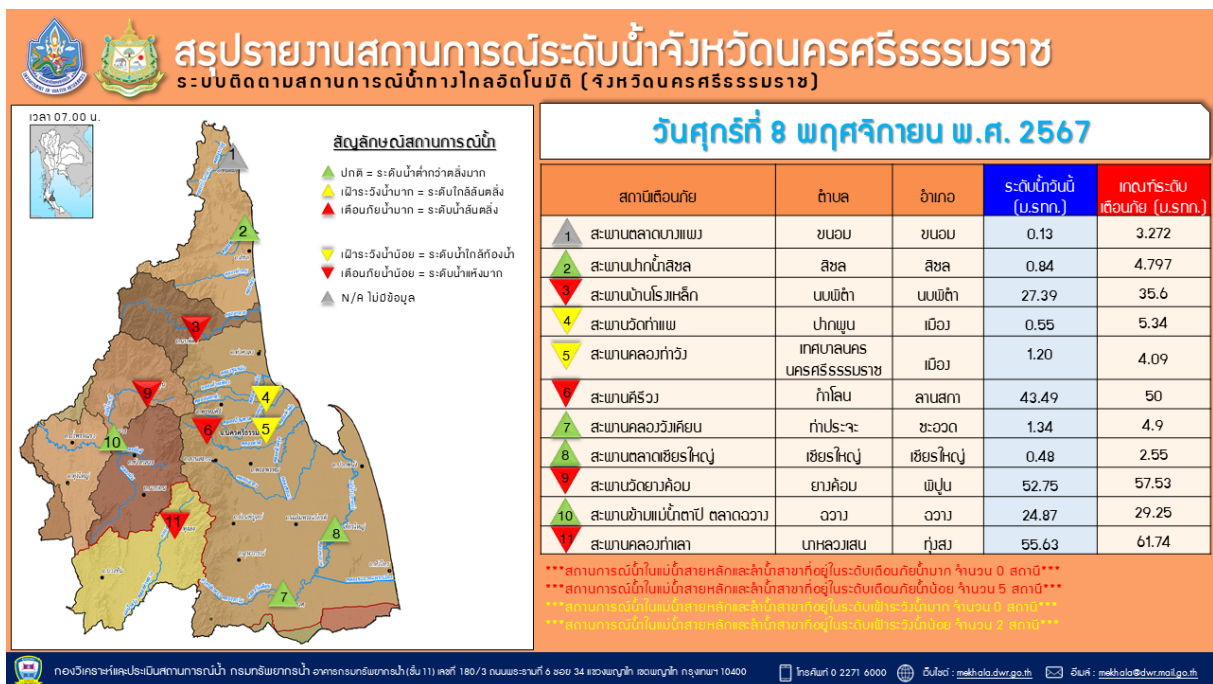 สรุปรายงานสถานการณ์ระดับน้ำจังหวัดนครศรีธรรมราช
ระบบติดตามสถานการณ์น้ำทางไกลอัตโนมัติ (จังหวัดนครศรีธรรมราช)
เวลา 07.00 น.
สัญลักษณ์สถานการณ์น้ำ
ปกติ = ระดับน้ำต่ำกว่าตลิ่งมาก
เฝ้าระวังน้ำมาก = ระดับใกล้ล้นตลิ่ง
เตือนภัยน้ำมาก = ระดับน้ำล้นตลิ่ง
เฝ้าระวังน้ำน้อย = ระดับน้ำใกล้ท้องน้ำ
เตือนภัยน้ำน้อย = ระดับน้ำแห้งมาก
N/A ไม่มีข้อมูล
1
2
3
9
4
6
5
10
11
8
7
วันศุกร์ที่ 8 พฤศจิกายน พ.ศ. 2567
สถานีเตือนภัย ตำบล อำเภอ ระดับน้ำวันนี้ (ม.รทก.) เกณฑ์ระดับเตือนภัย (ม.รทก.)
1 สะพานตลาดบางแพง ขนอม ขนอม 0.13 3.272
2 สะพานปากน้ำสิชล สิชล สิชล 0.84 4.797
3 สะพานบ้านโรงเหล็ก นบพิตำ นบพิตำ 27.39 35.6
4 สะพานวัดท่าแพ ปากพูน เมือง 0.55 5.34
5 สะพานคลองท่าวัง เทศบาลนครนครศรีธรรมราช เมือง 1.20 4.09
6 สะพานคีรีวง กำโลน ลานสกา 43.49 50
7 สะพานคลองวังเคียน ท่าประจะ ชะอวด 1.34 4.9
8 สะพานตลาดเชียรใหญ่ เชียรใหญ่ เชียรใหญ่ 0.48 2.55
9 สะพานวัดยางค้อม ยางค้อม พิปูน 52.75 57.53
10 สะพานข้ามแม่น้ำตาปี ตลาดฉวาง ฉวาง ฉวาง 24.87 29.25
11 สะพานคลองท่าเลา นาหลวงเสน ทุ่งสง 55.63 61.74
***สถานการณ์น้ำในแม่น้ำสายหลักและลำน้ำสาขาที่อยู่ในระดับเตือนภัยน้ำมาก จำนวน 0 สถานี***
***สถานการณ์น้ำในแม่น้ำสายหลักและลำน้ำสาขาที่อยู่ในระดับเตือนภัยน้ำน้อย จำนวน 5 สถานี***
***สถานการณ์น้ำในแม่น้ำสายหลักและลำน้ำสาขาที่อยู่ในระดับเฝ้าระวังน้ำมาก จำนวน 0 สถานี***
***สถานการณ์น้ำในแม่น้ำสายหลักและลำน้ำสาขาที่อยู่ในระดับเฝ้าระวังน้ำน้อย จำนวน 2 สถานี***
กองวิเคราะห์และประเมินสถานการณ์น้ำ กรมทรัพยากรน้ำ อาคารกรมทรัพยากรน้ำ (ชั้น 11) เลขที่ 180/3 ถนนพระรามที่ 6 ซอย 34 แขวงพญาไท เขตพญาไท กรุงเทพฯ 10400 โทรศัพท์ 0 2271 6000 เว็บไซต์ : mekhala.dwr.go.th อีเมล์ : mekhala@dwr.mail.go.th